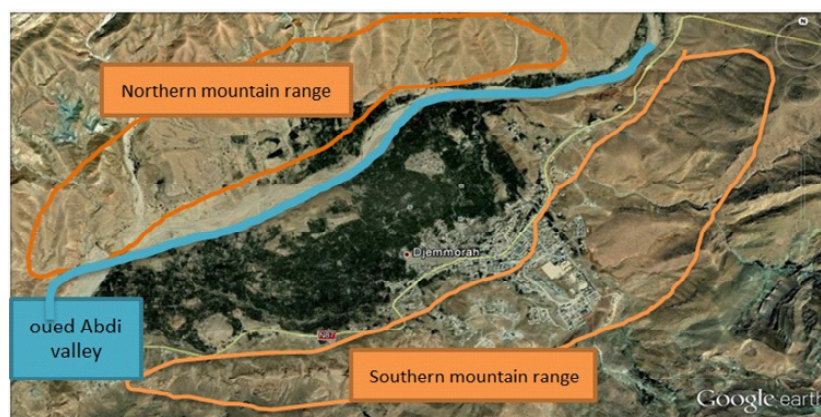 N
Northern mountain range
Djemmorah
oued Abdi
valley
Southern mountain range
Google earth